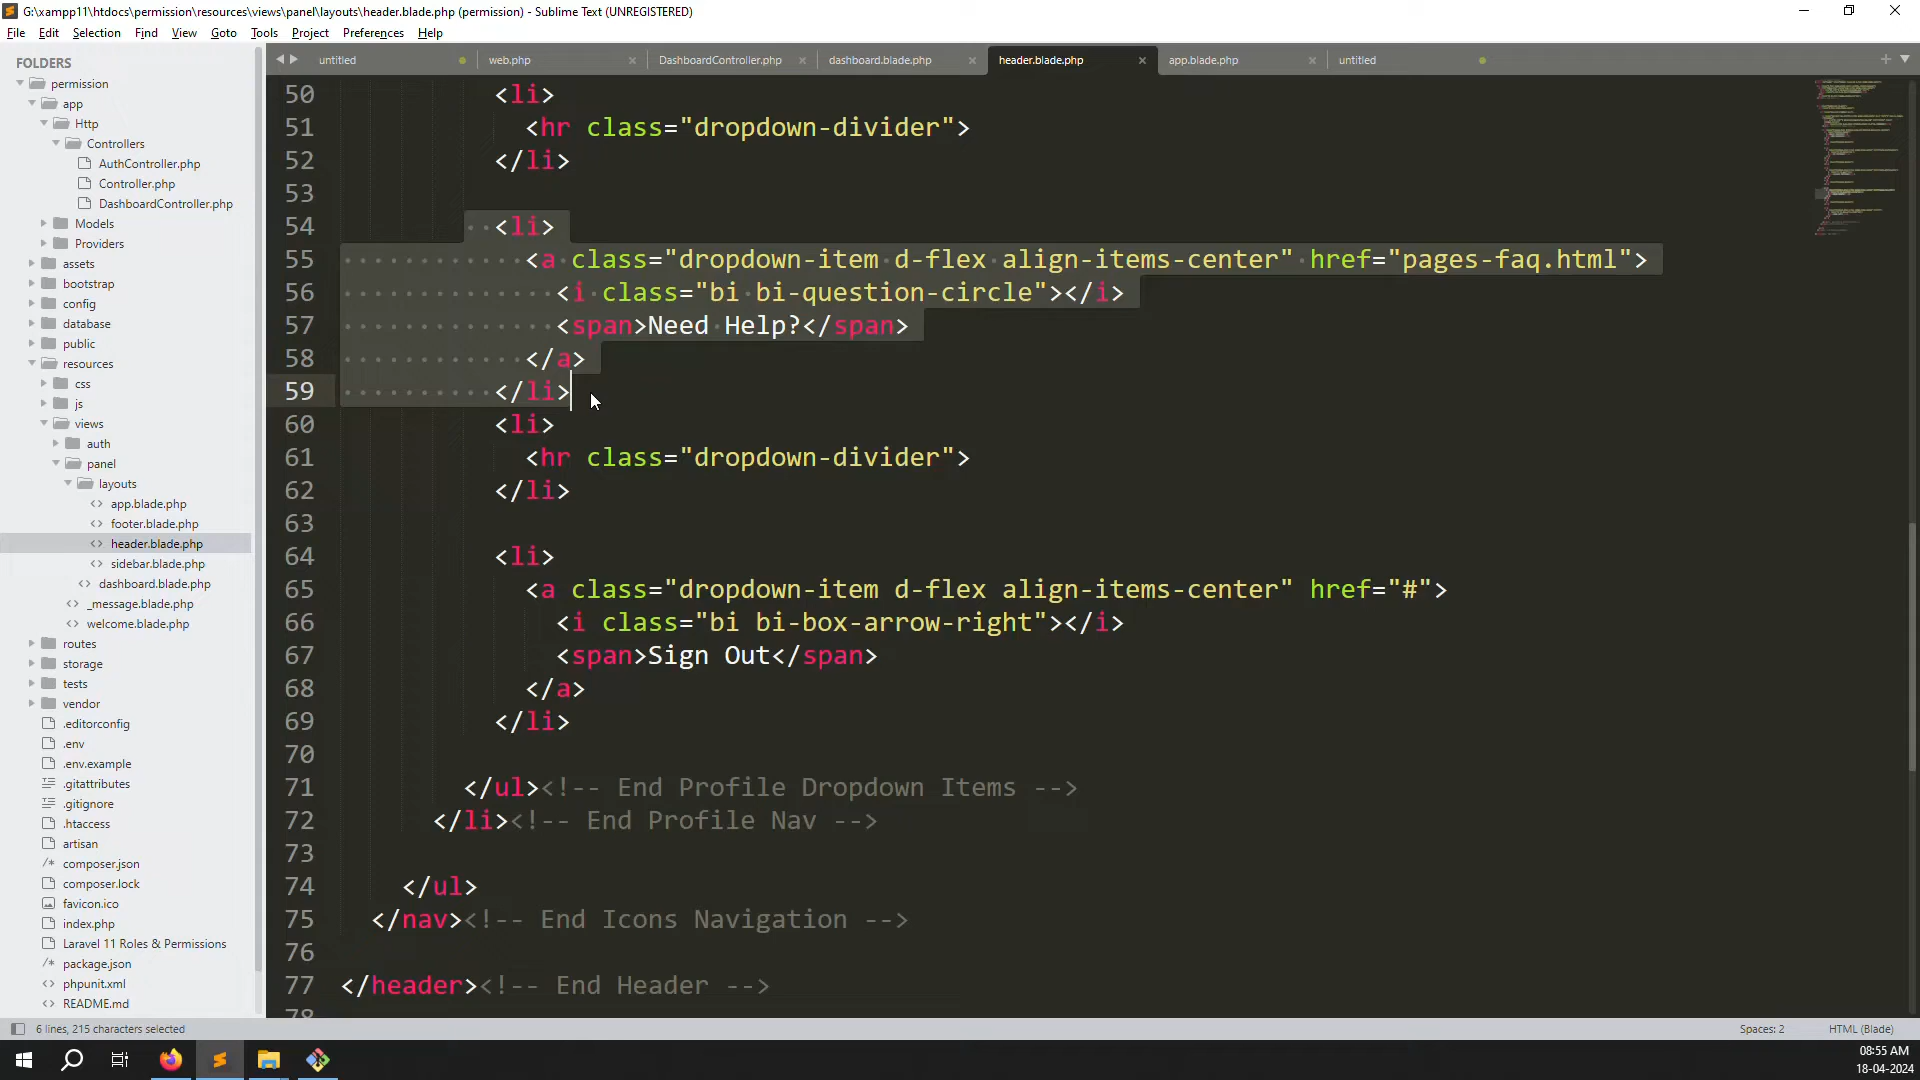 G:\xampp11\htdocs\permission\resources\views\panel\layouts\header.blade.php (permission) - Sublime Text (UNREGISTERED)
File Edit Selection Find View Goto Tools Project Preferences Help
FOLDERS
permission
app
Http
Controllers
AuthController.php
Controller.php
DashboardController.php
Models
Providers
assets
bootstrap
config
database
public
resources
css
js
views
auth
panel
layouts
app.blade.php
footer.blade.php
header.blade.php
sidebar.blade.php
dashboard.blade.php
_message.blade.php
welcome.blade.php
routes
storage
tests
vendor
.editorconfig
.env
.env.example
.gitattributes
.gitignore
.htaccess
artisan
composer.json
composer.lock
favicon.ico
index.php
Laravel 11 Roles & Permissions
package.json
phpunit.xml
README.md
untitled web.php DashboardController.php dashboard.blade.php header.blade.php app.blade.php untitled
50 <li>
51 <hr class="dropdown-divider">
52 </li>
53
54 <li>
55 <a class="dropdown-item d-flex align-items-center" href="pages-faq.html">
56 <i class="bi bi-question-circle"></i>
57 <span>Need Help?</span>
58 </a>
59 </li>
60 <li>
61 <hr class="dropdown-divider">
62 </li>
63
64 <li>
65 <a class="dropdown-item d-flex align-items-center" href="#">
66 <i class="bi bi-box-arrow-right"></i>
67 <span>Sign Out</span>
68 </a>
69 </li>
70
71 </ul><!-- End Profile Dropdown Items -->
72 </li><!-- End Profile Nav -->
73
74 </ul>
75 </nav><!-- End Icons Navigation -->
76
77 </header><!-- End Header -->
78
6 lines, 215 characters selected
Spaces: 2 HTML (Blade)
08:55 AM
18-04-2024